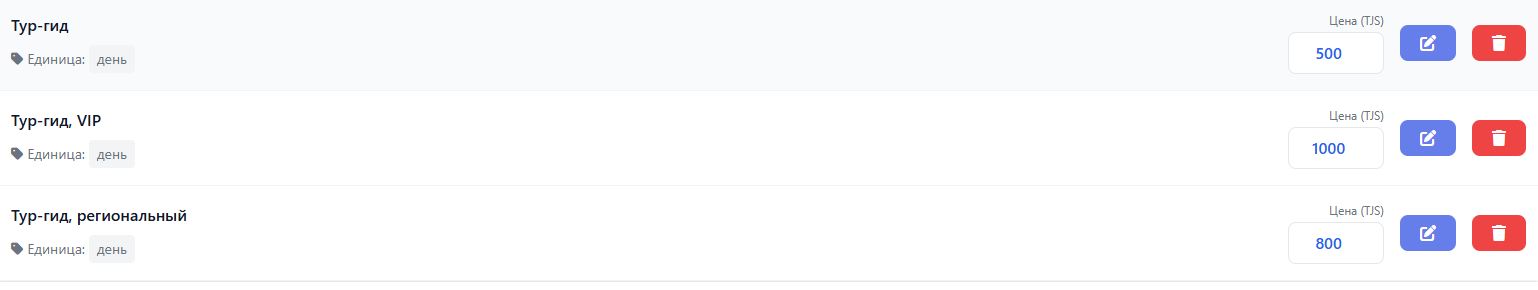 Тур-гид
Цена (TJS)
Единица: день
500
Тур-гид, VIP
Цена (TJS)
Единица: день
1000
Тур-гид, региональный
Цена (TJS)
Единица: день
800